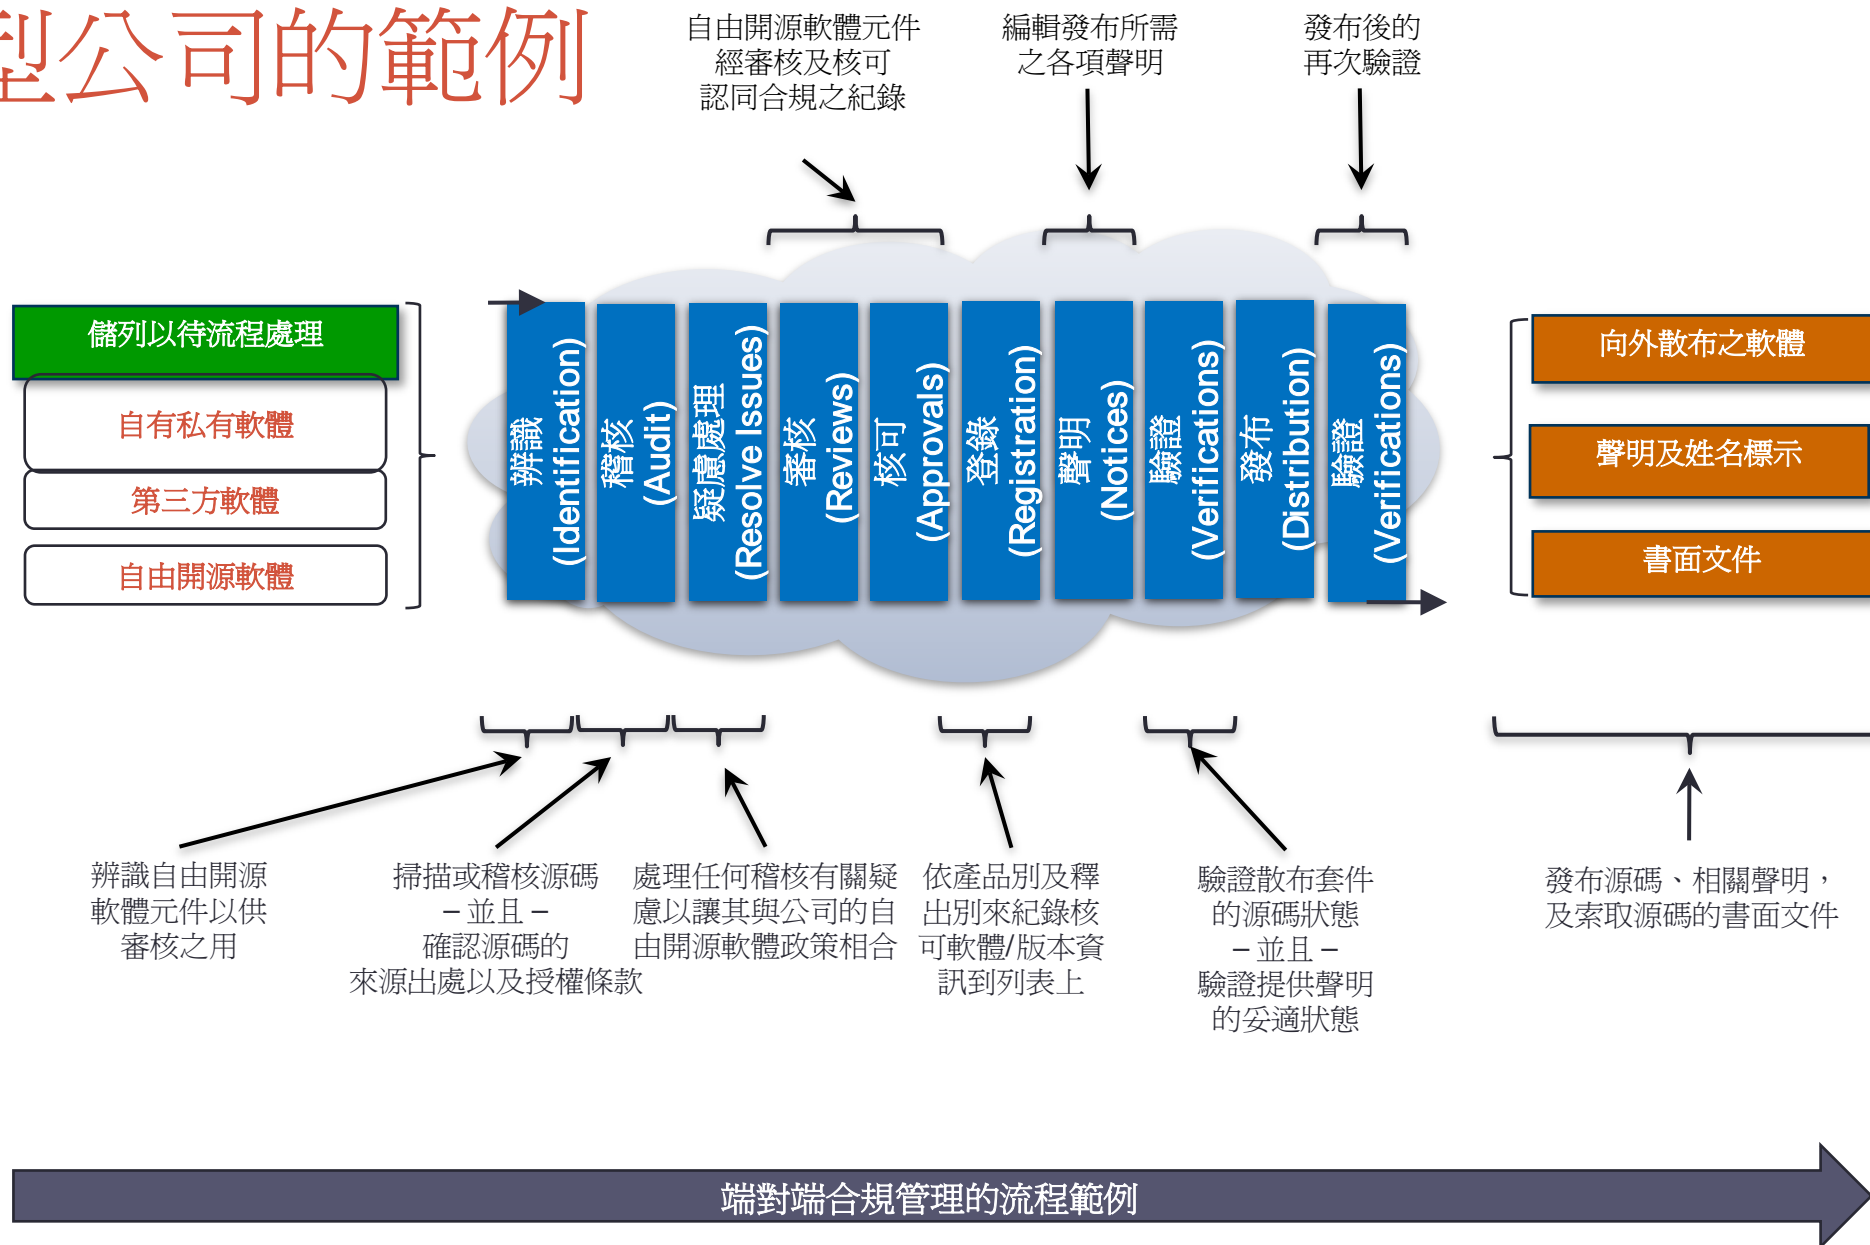 型公司的範例
自由開源軟體元件
經審核及核可
認同合規之紀錄
編輯發布所需
之各項聲明
發布後的
再次驗證
儲列以待流程處理
自有私有軟體
第三方軟體
自由開源軟體
辨識
(Identification)
稽核
(Audit)
疑慮處理
(Resolve Issues)
審核
(Reviews)
核可
(Approvals)
登錄
(Registration)
聲明
(Notices)
驗證
(Verifications)
發布
(Distribution)
驗證
(Verifications)
向外散布之軟體
聲明及姓名標示
書面文件
辨識自由開源
軟體元件以供
審核之用
掃描或稽核源碼
– 並且 –
確認源碼的
來源出處以及授權條款
處理任何稽核有關疑
慮以讓其與公司的自
由開源軟體政策相合
依產品別及釋
出別來紀錄核
可軟體/版本資
訊到列表上
驗證散布套件
的源碼狀態
– 並且 –
驗證提供聲明
的妥適狀態
發布源碼、相關聲明，
及索取源碼的書面文件
端對端合規管理的流程範例